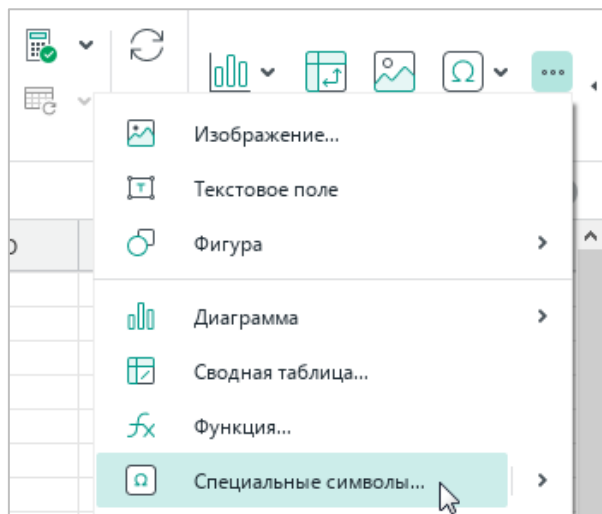 Изображение...
Текстовое поле
Фигура
Диаграмма
Сводная таблица...
Функция...
Специальные символы...